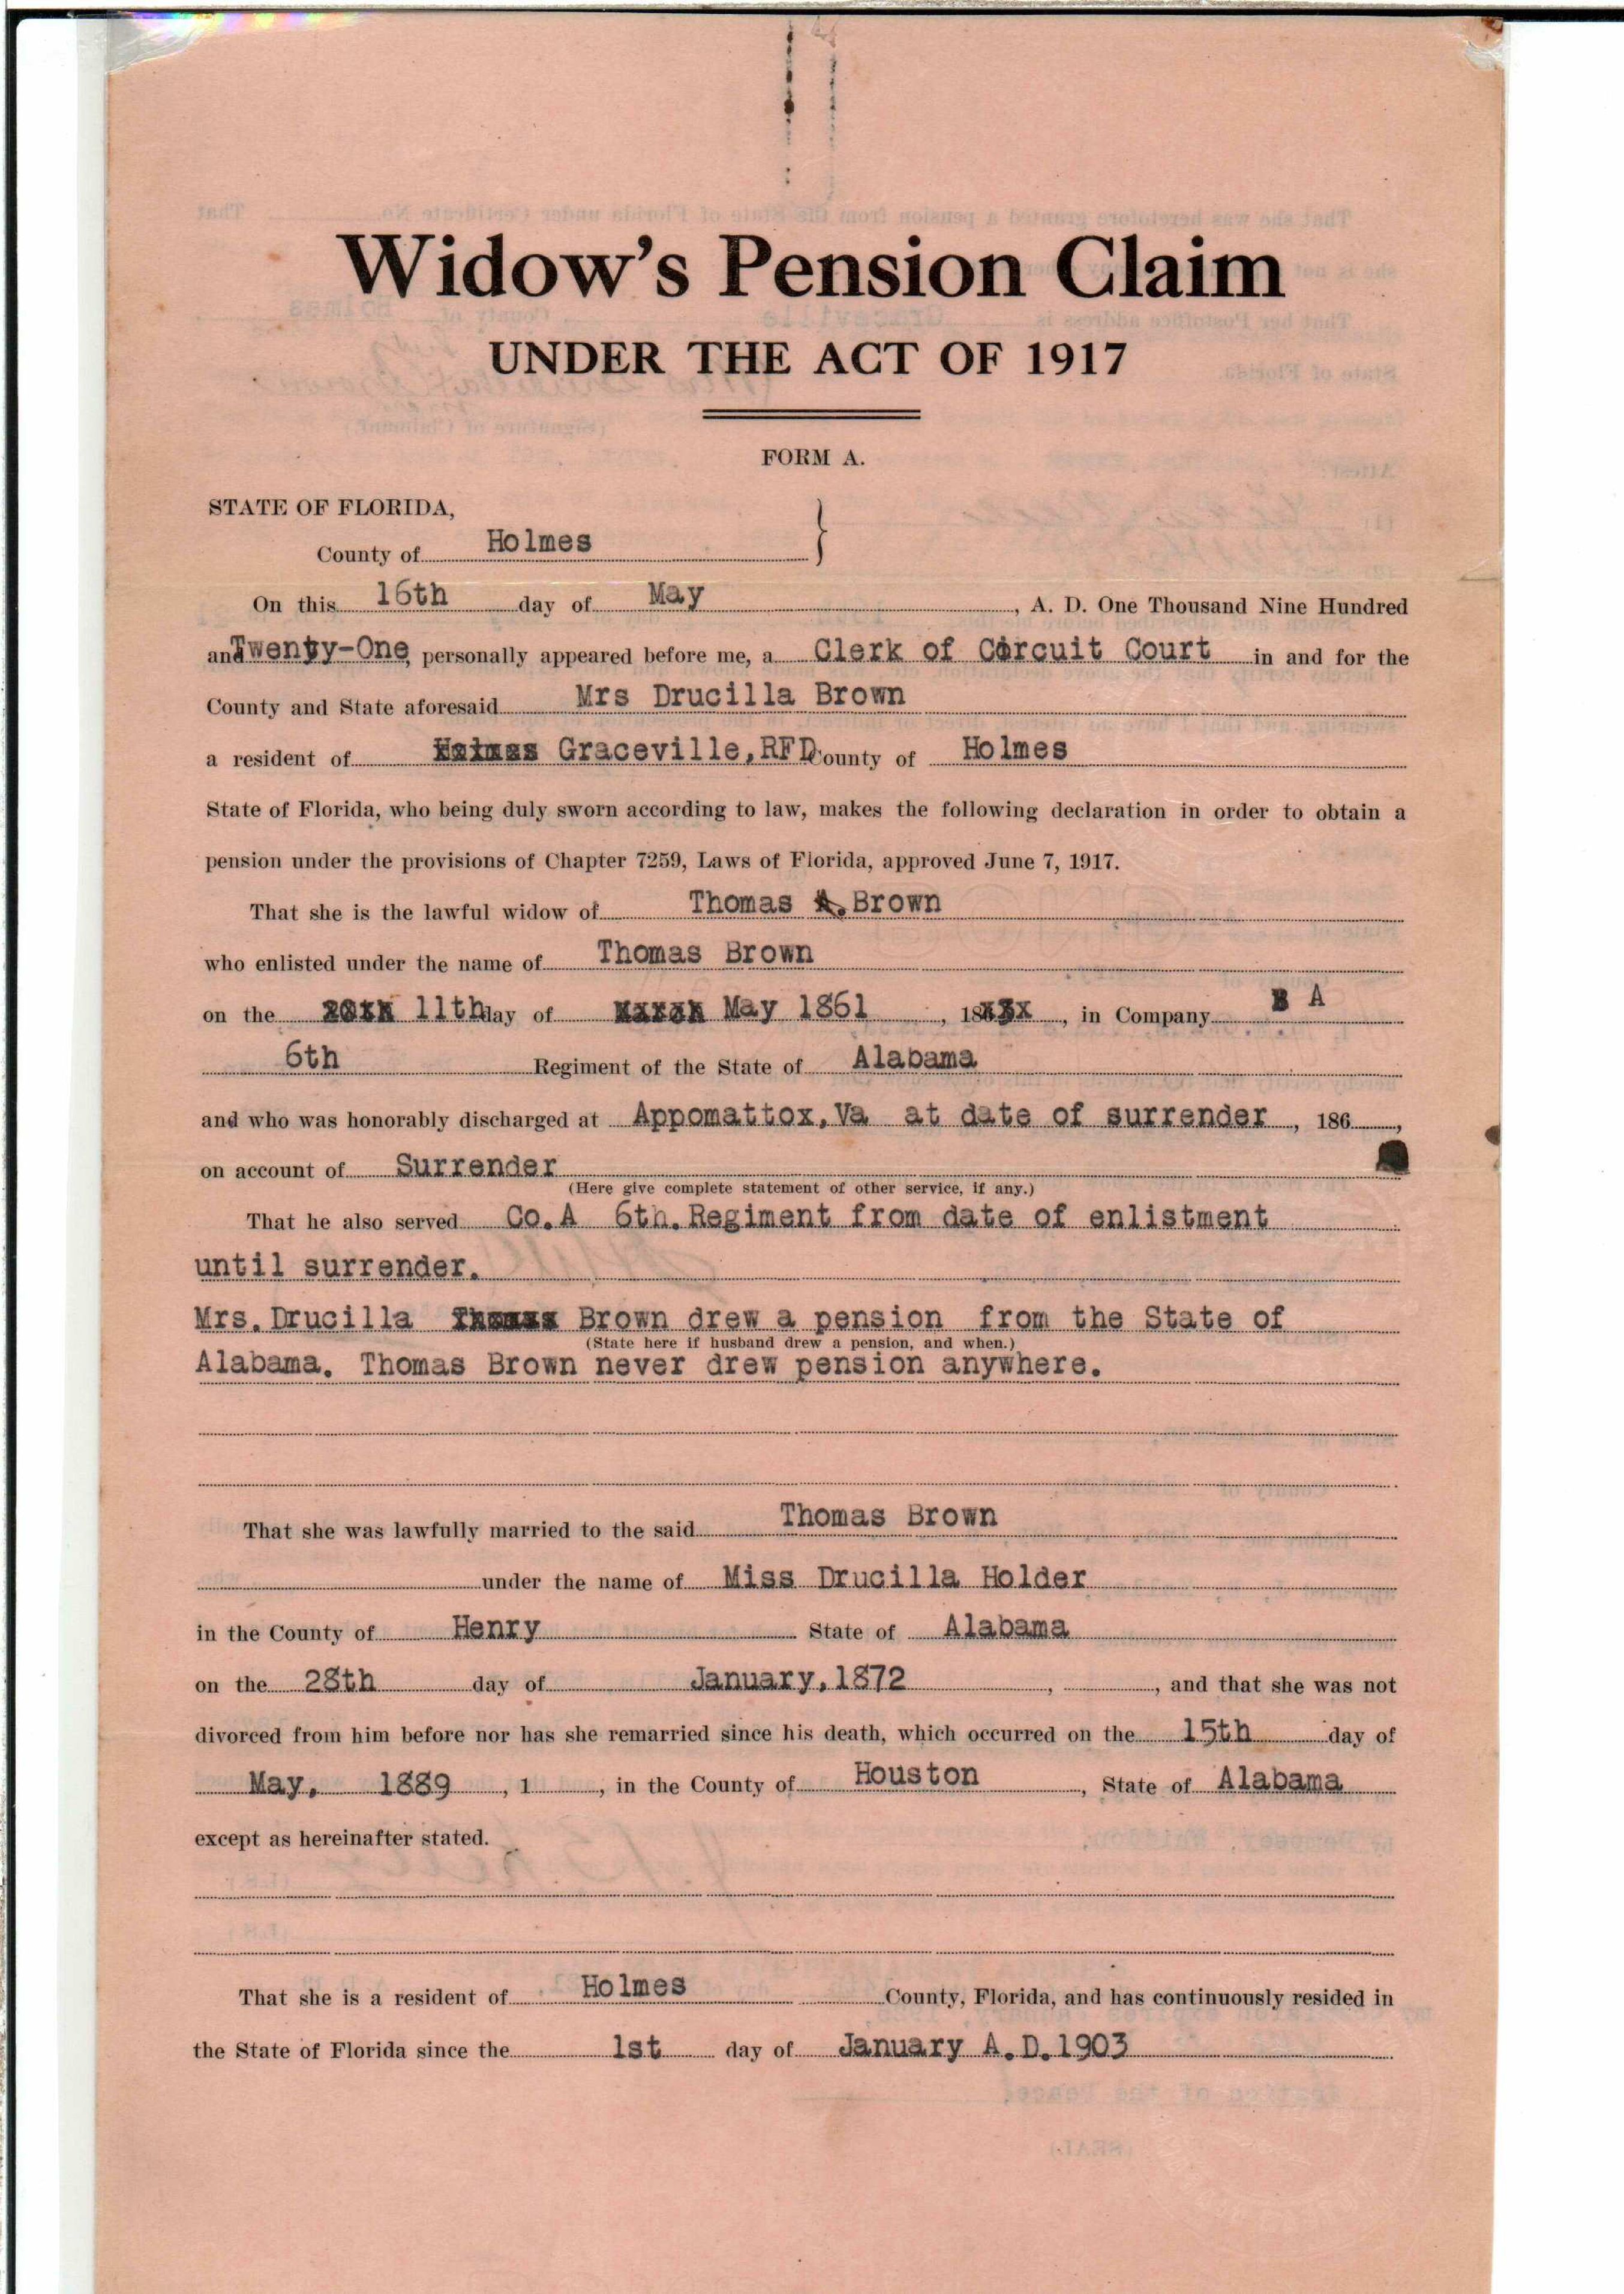 Widow's Pension Claim
UNDER THE ACT OF 1917
FORM A.
STATE OF FLORIDA,
County of Holmes
On this 16th day of May, A. D. One Thousand Nine Hundred
and Twenty-One personally appeared before me, a Clerk of Circuit Court in and for the
County and State aforesaid Mrs Drucilla Brown
a resident of Holmes Graceville, RFD County of Holmes
State of Florida, who being duly sworn according to law, makes the following declaration in order to obtain a
pension under the provisions of Chapter 7259, Laws of Florida, approved June 7, 1917.
That she is the lawful widow of Thomas A. Brown
who enlisted under the name of Thomas Brown
on the 11th day of March May 1861, 186, in Company B A
6th Regiment of the State of Alabama
and who was honorably discharged at Appomattox, Va at date of surrender, 186,
on account of Surrender
(Here give complete statement of other service, if any.)
That he also served Co. A 6th. Regiment from date of enlistment
until surrender.
Mrs. Drucilla Thomas Brown drew a pension from the State of
(State here if husband drew a pension, and when.)
Alabama. Thomas Brown never drew pension anywhere.
That she was lawfully married to the said Thomas Brown
under the name of Miss Drucilla Holder
in the County of Henry State of Alabama
on the 28th day of January, 1872, , and that she was not
divorced from him before nor has she remarried since his death, which occurred on the 15th day of
May, 1889, 1 , in the County of Houston, State of Alabama
except as hereinafter stated.
That she is a resident of Holmes County, Florida, and has continuously resided in
the State of Florida since the 1st day of January A. D. 1903